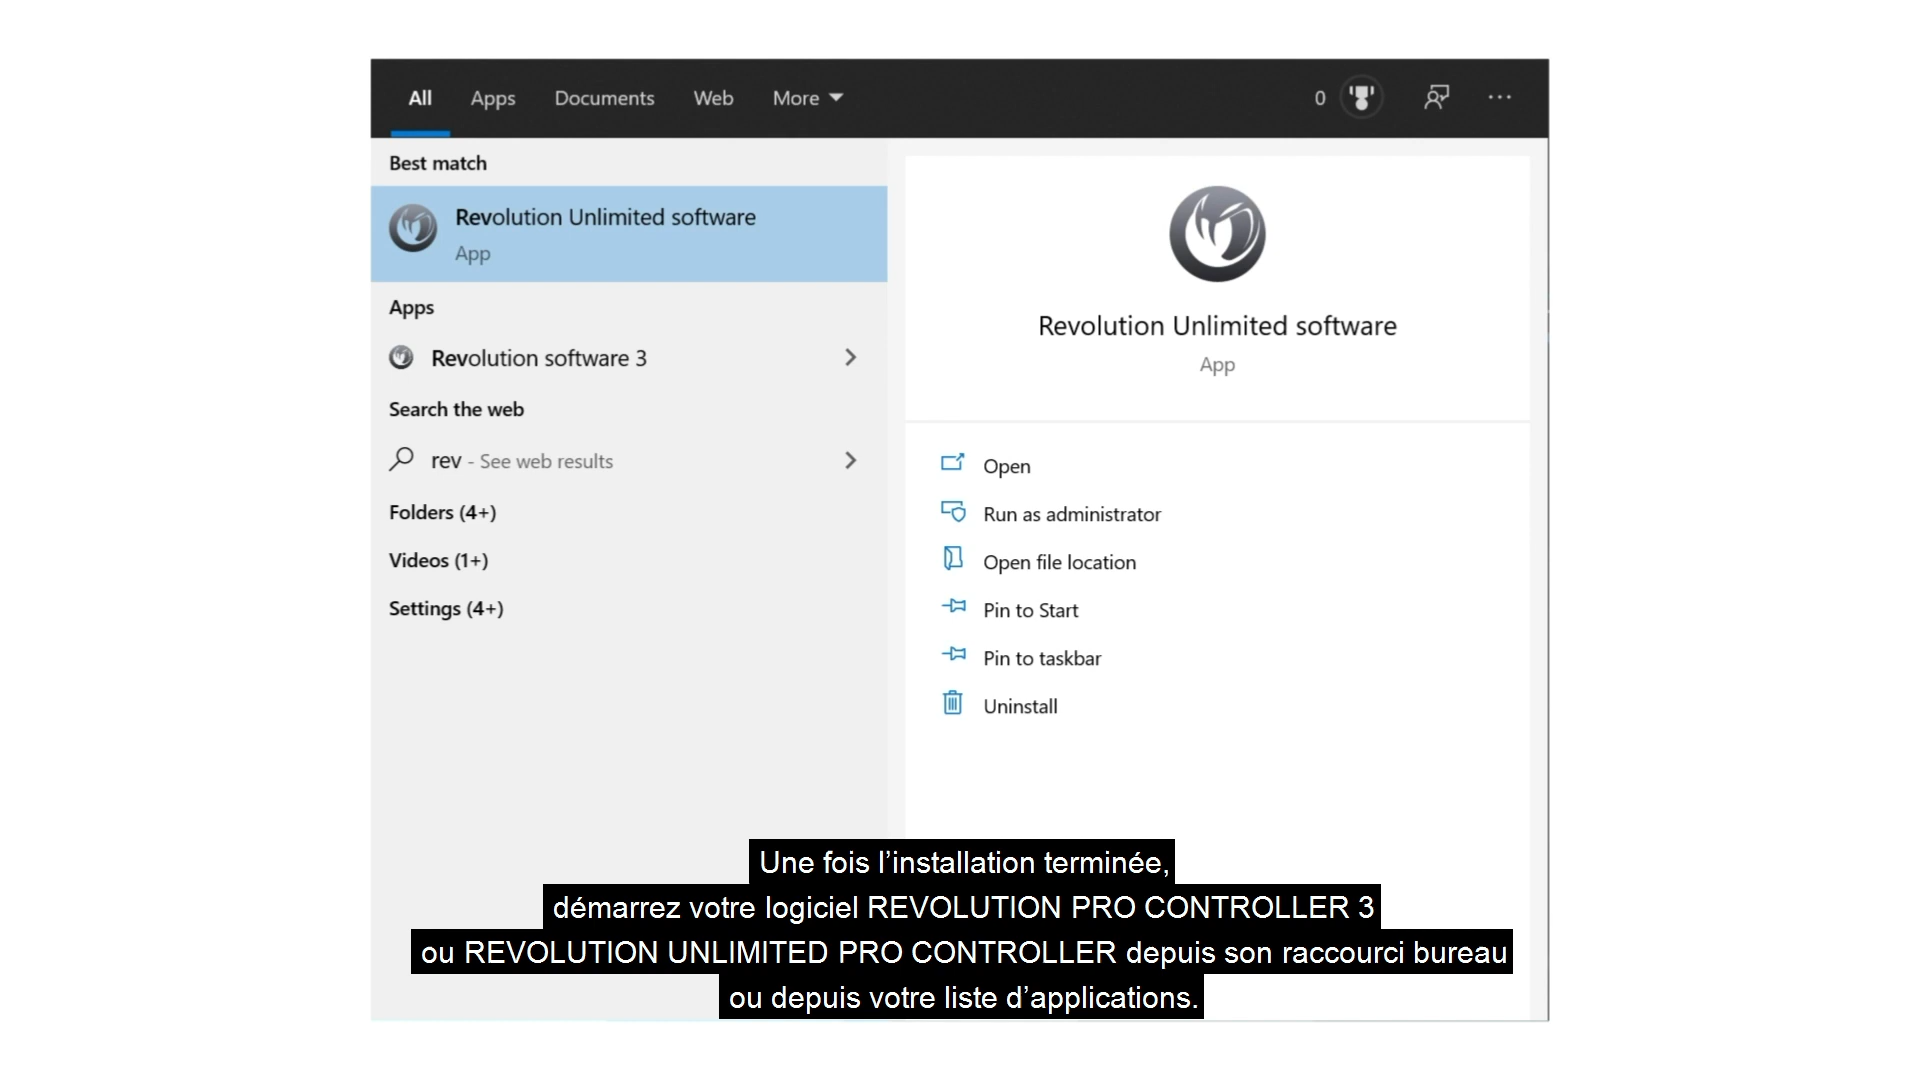 All Apps Documents Web More 0
Best match
Revolution Unlimited software
App
Apps
Revolution software 3
Search the web
rev - See web results
Folders (4+)
Videos (1+)
Settings (4+)
Revolution Unlimited software
App
Open
Run as administrator
Open file location
Pin to Start
Pin to taskbar
Uninstall
Une fois l’installation terminée,
démarrez votre logiciel REVOLUTION PRO CONTROLLER 3
ou REVOLUTION UNLIMITED PRO CONTROLLER depuis son raccourci bureau
ou depuis votre liste d’applications.